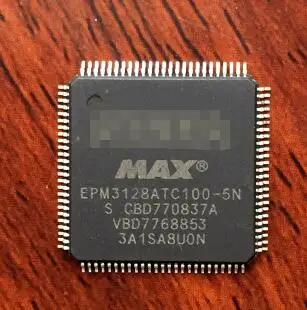 MAX®
EPM3128ATC100-5N
S CBD770837A
VBD7768853
3A1SA8U0N